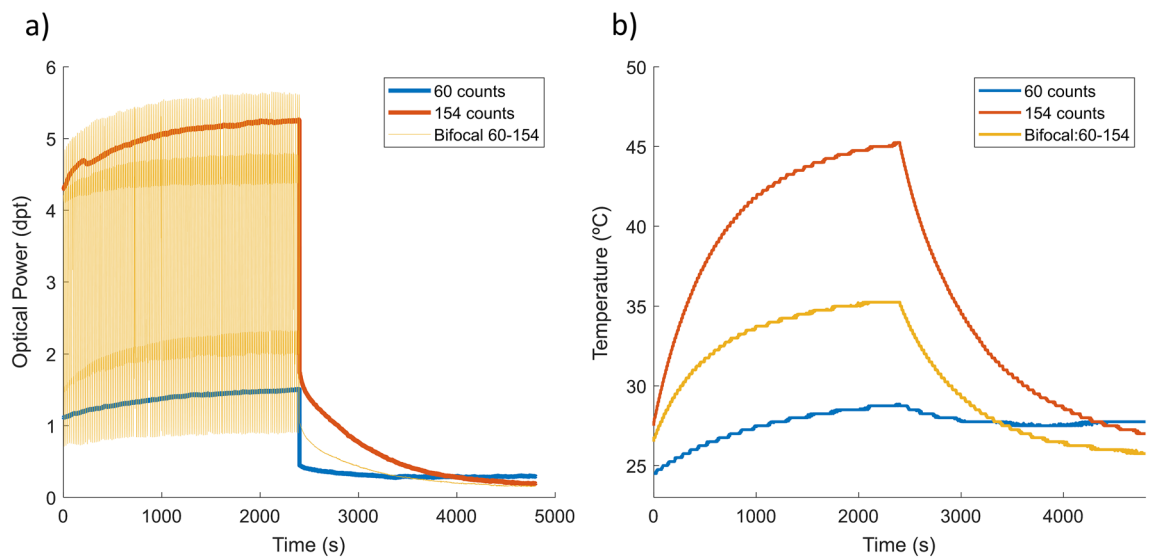 a)
6
5
4
3
2
1
0
Optical Power (dpt)
60 counts
154 counts
Bifocal 60-154
0 1000 2000 3000 4000 5000
Time (s)
b)
50
45
40
35
30
25
Temperature (ºC)
60 counts
154 counts
Bifocal:60-154
0 1000 2000 3000 4000
Time (s)